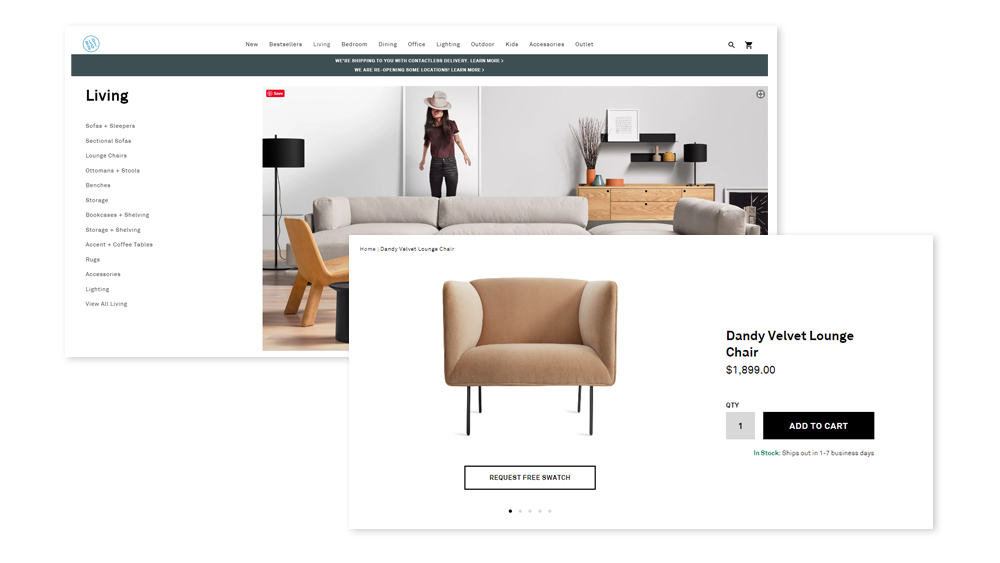 BLU
DOT
New Bestsellers Living Bedroom Dining Office Lighting Outdoor Kids Accessories Outlet
WE'RE SHIPPING TO YOU WITH CONTACTLESS DELIVERY. LEARN MORE >
WE ARE RE-OPENING SOME LOCATIONS! LEARN MORE >
Living
Save
Sofas + Sleepers
Sectional Sofas
Lounge Chairs
Ottomans + Stools
Benches
Storage
Bookcases + Shelving
Storage + Shelving
Accent + Coffee Tables
Rugs
Accessories
Lighting
View All Living
Home | Dandy Velvet Lounge Chair
Dandy Velvet Lounge
Chair
$1,899.00
QTY
1
ADD TO CART
In Stock: Ships out in 1-7 business days
REQUEST FREE SWATCH